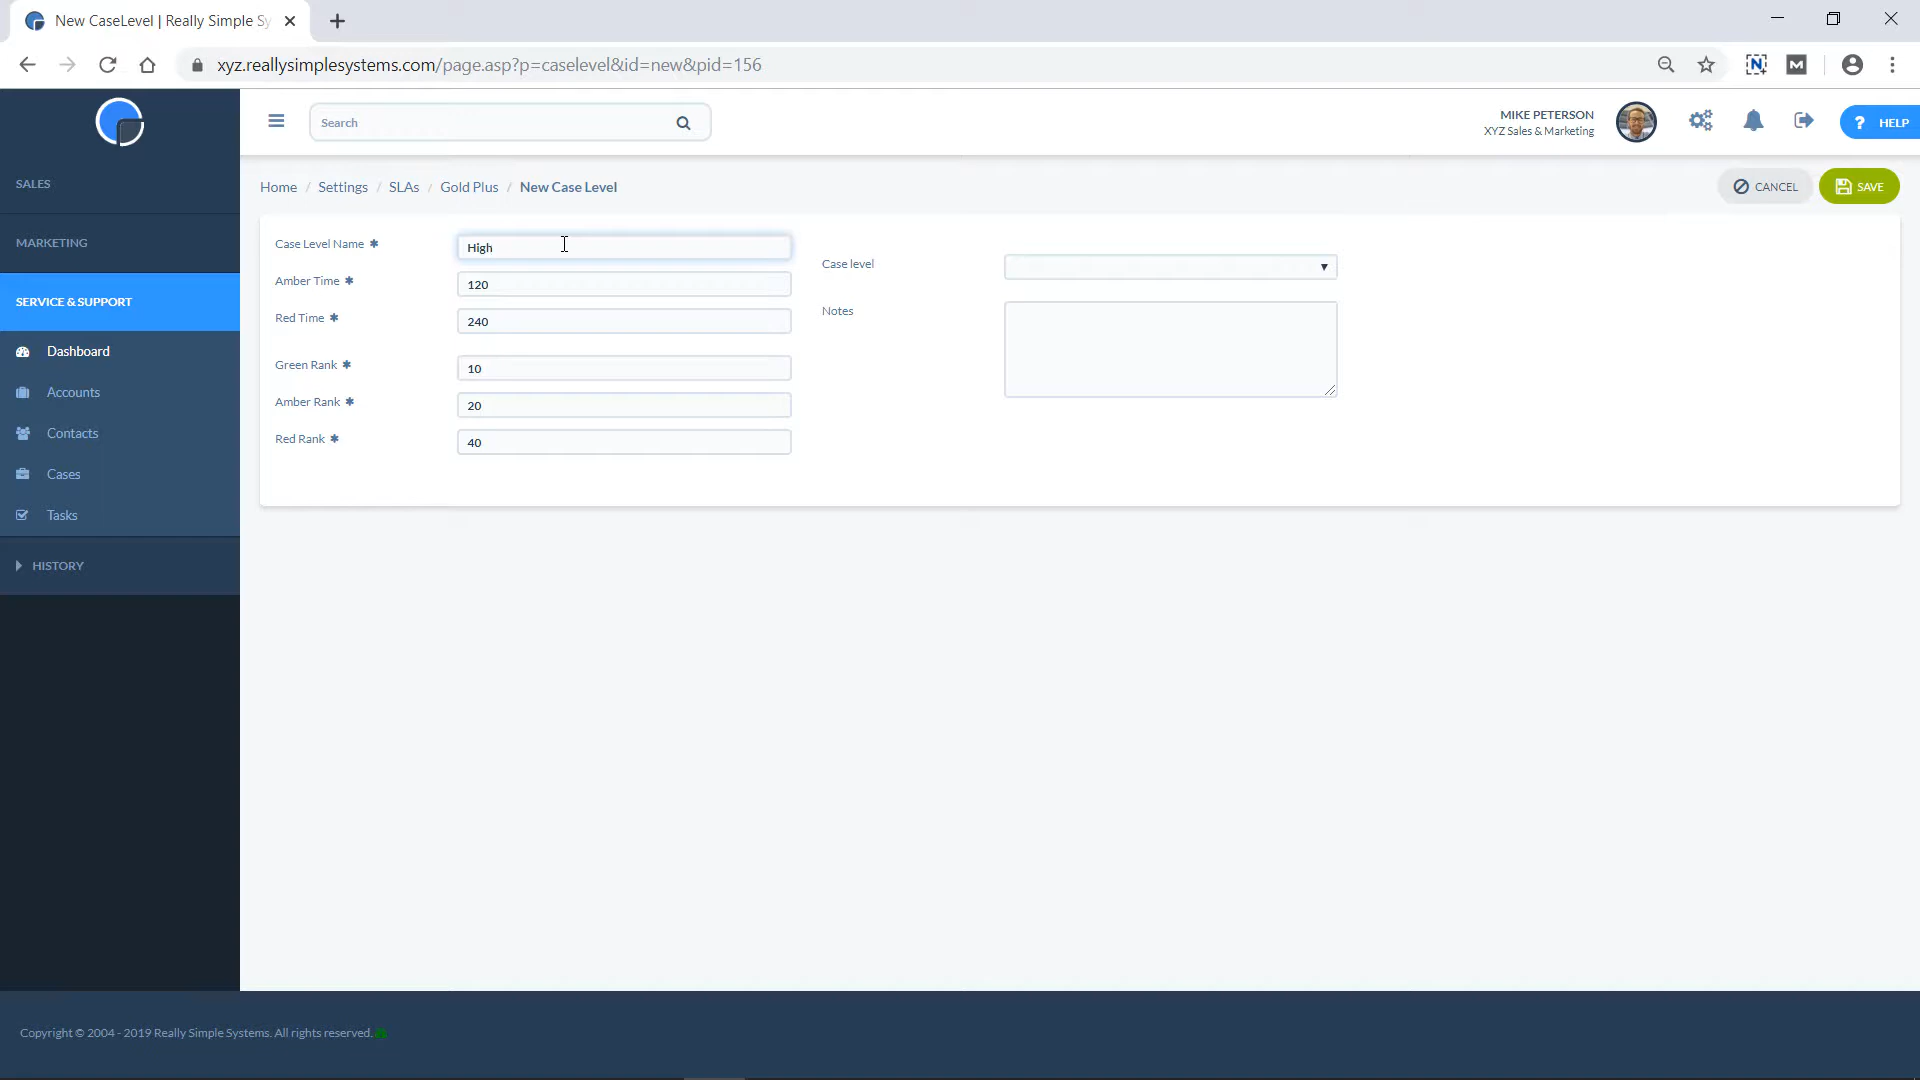 New CaseLevel | Really Simple Sy
xyz.reallysimplesystems.com/page.asp?p=caselevel&id=new&pid=156
N
M
Search
MIKE PETERSON
XYZ Sales & Marketing
? HELP
SALES
MARKETING
SERVICE & SUPPORT
Dashboard
Accounts
Contacts
Cases
Tasks
HISTORY
Home / Settings / SLAs / Gold Plus / New Case Level
CANCEL
SAVE
Case Level Name ✱ High
Amber Time ✱ 120
Red Time ✱ 240
Green Rank ✱ 10
Amber Rank ✱ 20
Red Rank ✱ 40
Case level
Notes
Copyright © 2004 - 2019 Really Simple Systems. All rights reserved.